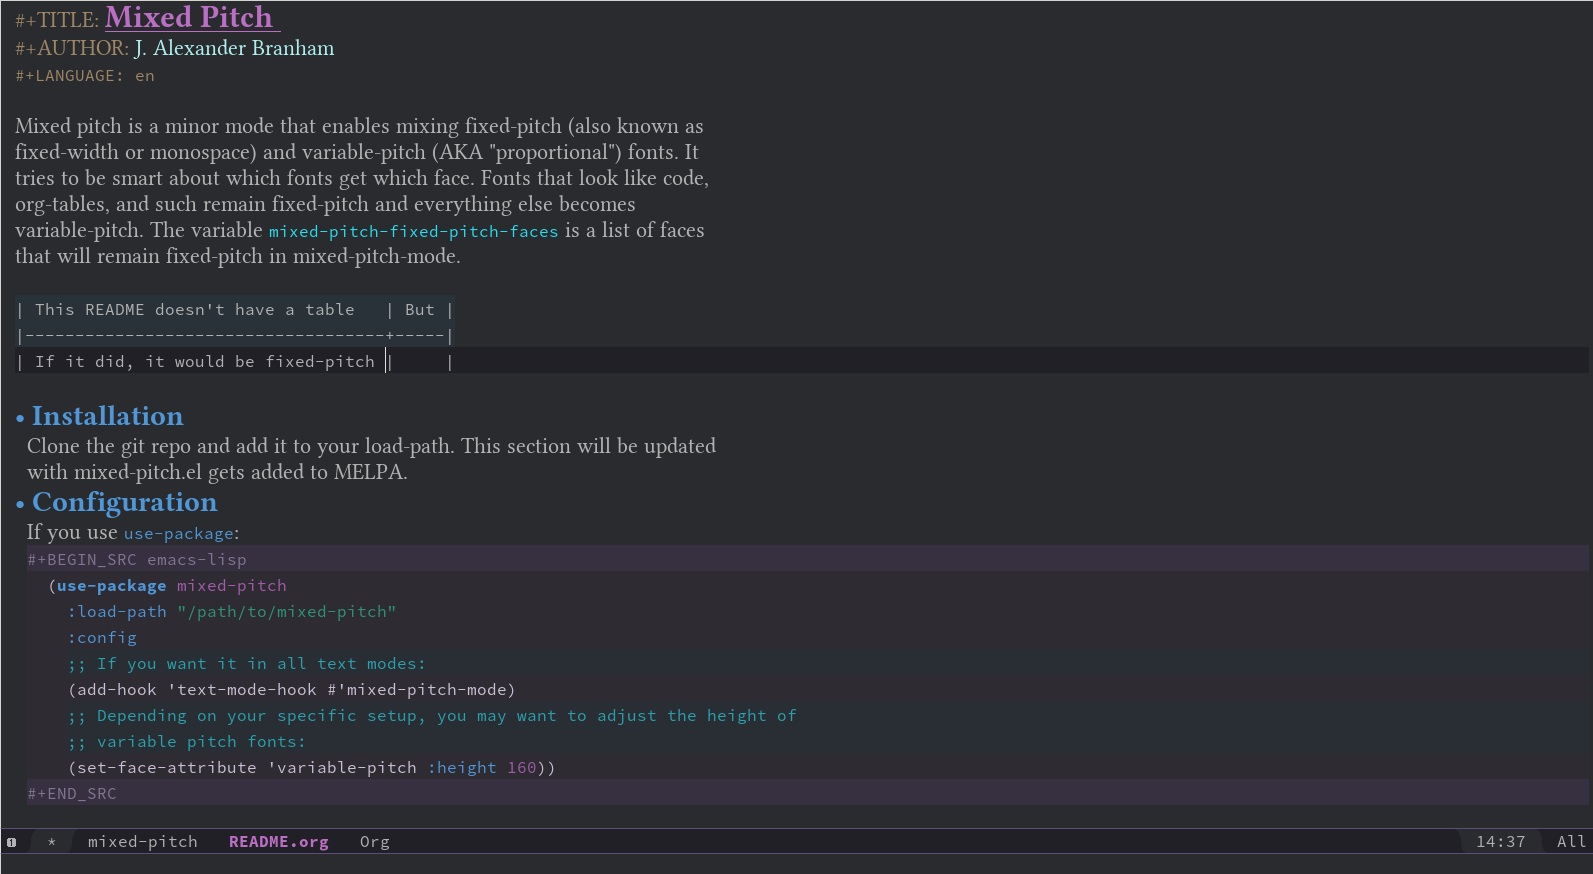 #+TITLE: Mixed Pitch
#+AUTHOR: J. Alexander Branham
#+LANGUAGE: en
Mixed pitch is a minor mode that enables mixing fixed-pitch (also known as
fixed-width or monospace) and variable-pitch (AKA "proportional") fonts. It
tries to be smart about which fonts get which face. Fonts that look like code,
org-tables, and such remain fixed-pitch and everything else becomes
variable-pitch. The variable mixed-pitch-fixed-pitch-faces is a list of faces
that will remain fixed-pitch in mixed-pitch-mode.
| This README doesn't have a table   | But |
|------------------------------------+-----|
| If it did, it would be fixed-pitch |     |
• Installation
Clone the git repo and add it to your load-path. This section will be updated
with mixed-pitch.el gets added to MELPA.
• Configuration
If you use use-package:
#+BEGIN_SRC emacs-lisp
(use-package mixed-pitch
:load-path "/path/to/mixed-pitch"
:config
;; If you want it in all text modes:
(add-hook 'text-mode-hook #'mixed-pitch-mode)
;; Depending on your specific setup, you may want to adjust the height of
;; variable pitch fonts:
(set-face-attribute 'variable-pitch :height 160))
#+END_SRC
1 * mixed-pitch README.org Org 14:37 All